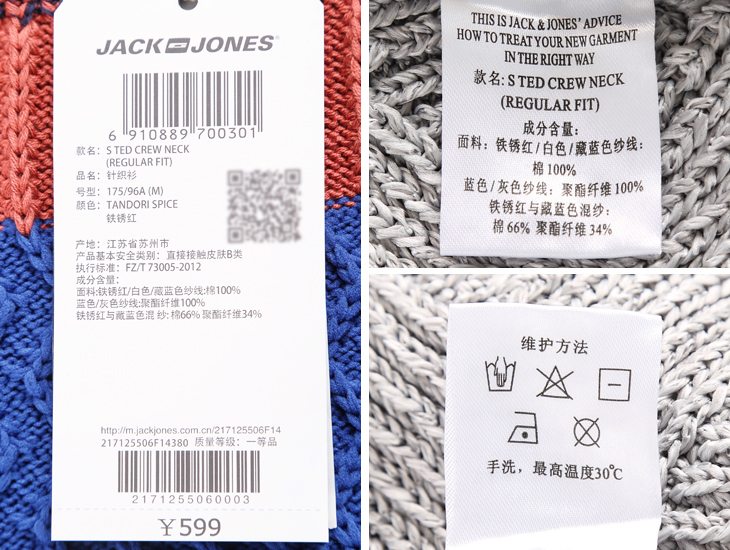 JACK JONES
6 910889 700301
款名: S TED CREW NECK
(REGULAR FIT)
品名: 针织衫
号型: 175/96A (M)
颜色: TANDORI SPICE
铁锈红
产地: 江苏省苏州市
产品基本安全类别: 直接接触皮肤B类
执行标准: FZ/T 73005-2012
成分含量:
面料:铁锈红/白色/藏蓝色纱线:棉100%
蓝色/灰色纱线:聚酯纤维100%
铁锈红与藏蓝色混 纱: 棉66% 聚酯纤维34%
http://m.jackjones.com.cn/217125506F14
217125506F14380 质量等级: 一等品
2171255060003
¥599
THIS IS JACK & JONES' ADVICE
HOW TO TREAT YOUR NEW GARMENT
IN THE RIGHT WAY
款名: S TED CREW NECK
(REGULAR FIT)
成分含量:
面料: 铁锈红/白色/藏蓝色纱线:
棉100%
蓝色/灰色纱线: 聚酯纤维100%
铁锈红与藏蓝色混纱:
棉66% 聚酯纤维34%
维护方法
手洗，最高温度30℃